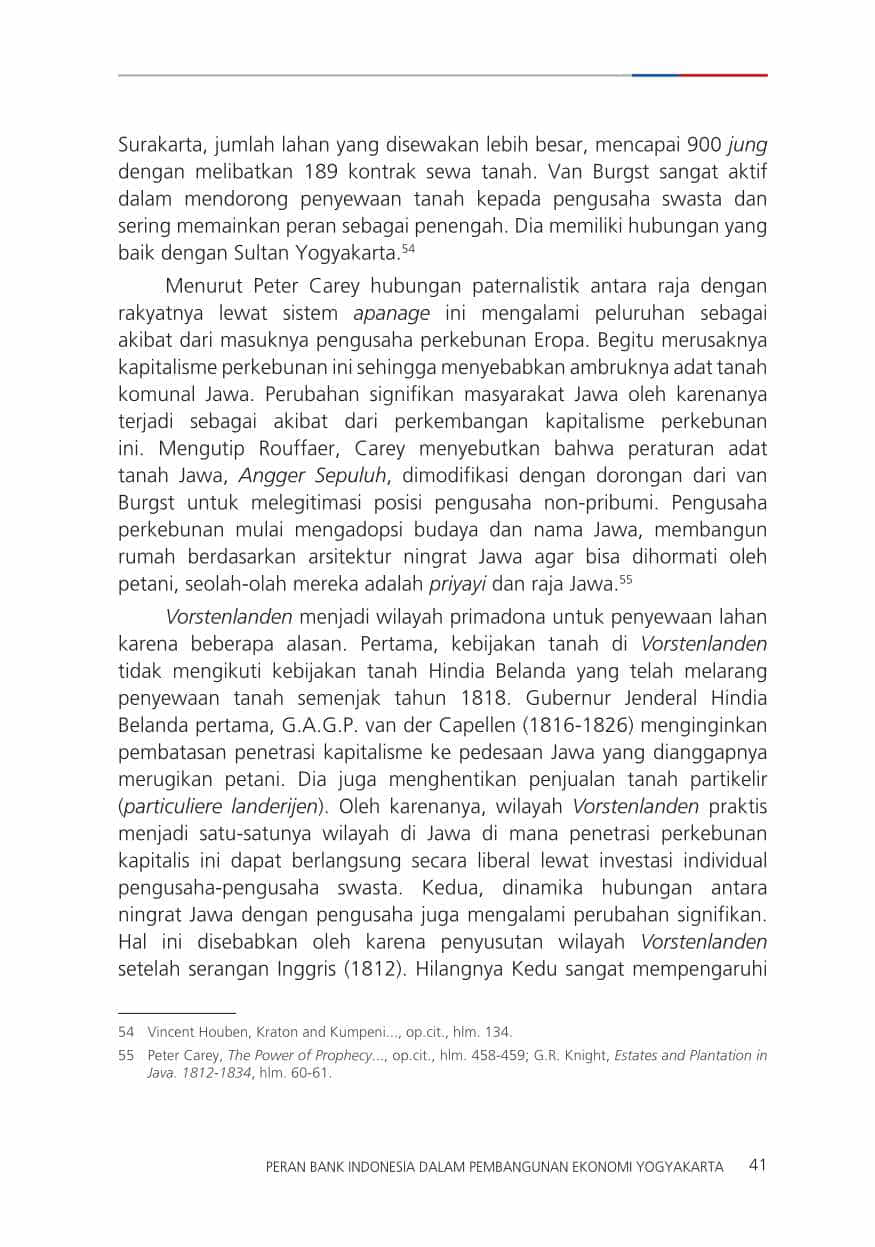 Surakarta, jumlah lahan yang disewakan lebih besar, mencapai 900 jung
dengan melibatkan 189 kontrak sewa tanah. Van Burgst sangat aktif
dalam mendorong penyewaan tanah kepada pengusaha swasta dan
sering memainkan peran sebagai penengah. Dia memiliki hubungan yang
baik dengan Sultan Yogyakarta.54
Menurut Peter Carey hubungan paternalistik antara raja dengan
rakyatnya lewat sistem apanage ini mengalami peluruhan sebagai
akibat dari masuknya pengusaha perkebunan Eropa. Begitu merusaknya
kapitalisme perkebunan ini sehingga menyebabkan ambruknya adat tanah
komunal Jawa. Perubahan signifikan masyarakat Jawa oleh karenanya
terjadi sebagai akibat dari perkembangan kapitalisme perkebunan
ini. Mengutip Rouffaer, Carey menyebutkan bahwa peraturan adat
tanah Jawa, Angger Sepuluh, dimodifikasi dengan dorongan dari van
Burgst untuk melegitimasi posisi pengusaha non-pribumi. Pengusaha
perkebunan mulai mengadopsi budaya dan nama Jawa, membangun
rumah berdasarkan arsitektur ningrat Jawa agar bisa dihormati oleh
petani, seolah-olah mereka adalah priyayi dan raja Jawa.55
Vorstenlanden menjadi wilayah primadona untuk penyewaan lahan
karena beberapa alasan. Pertama, kebijakan tanah di Vorstenlanden
tidak mengikuti kebijakan tanah Hindia Belanda yang telah melarang
penyewaan tanah semenjak tahun 1818. Gubernur Jenderal Hindia
Belanda pertama, G.A.G.P. van der Capellen (1816-1826) menginginkan
pembatasan penetrasi kapitalisme ke pedesaan Jawa yang dianggapnya
merugikan petani. Dia juga menghentikan penjualan tanah partikelir
(particuliere landerijen). Oleh karenanya, wilayah Vorstenlanden praktis
menjadi satu-satunya wilayah di Jawa di mana penetrasi perkebunan
kapitalis ini dapat berlangsung secara liberal lewat investasi individual
pengusaha-pengusaha swasta. Kedua, dinamika hubungan antara
ningrat Jawa dengan pengusaha juga mengalami perubahan signifikan.
Hal ini disebabkan oleh karena penyusutan wilayah Vorstenlanden
setelah serangan Inggris (1812). Hilangnya Kedu sangat mempengaruhi
54 Vincent Houben, Kraton and Kumpeni..., op.cit., hlm. 134.
55 Peter Carey, The Power of Prophecy..., op.cit., hlm. 458-459; G.R. Knight, Estates and Plantation in
Java. 1812-1834, hlm. 60-61.
PERAN BANK INDONESIA DALAM PEMBANGUNAN EKONOMI YOGYAKARTA 41